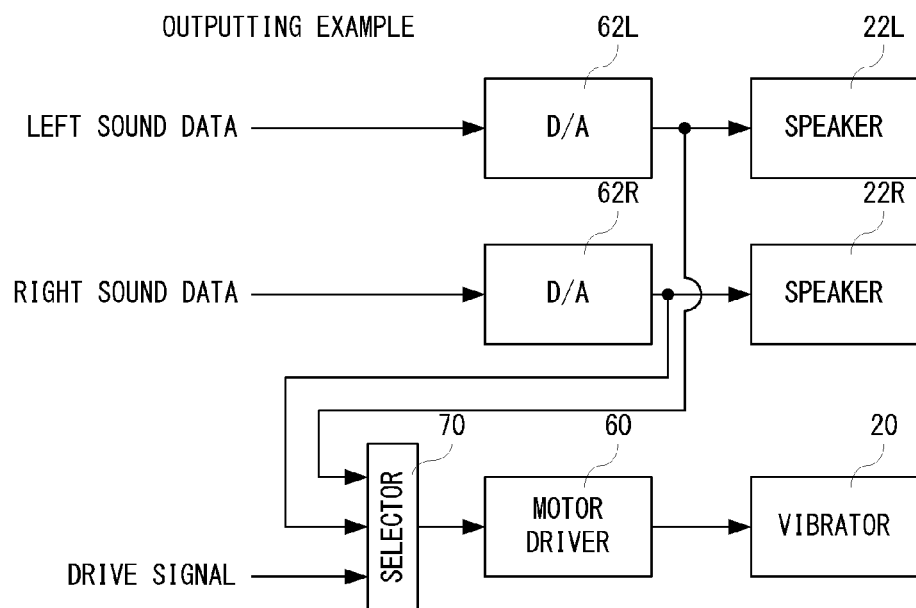 OUTPUTTING EXAMPLE
62L
22L
LEFT SOUND DATA
D/A
SPEAKER
62R
22R
RIGHT SOUND DATA
D/A
SPEAKER
70
60
20
SELECTOR
MOTOR
DRIVER
VIBRATOR
DRIVE SIGNAL